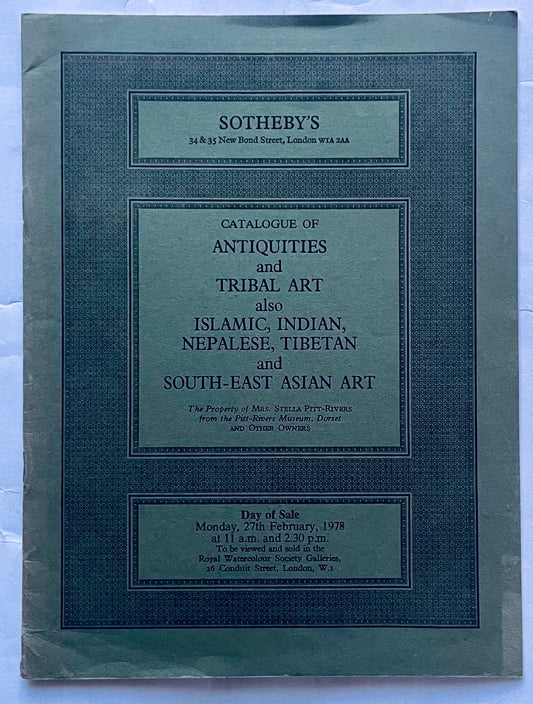 SOTHEBY'S
34 & 35 New Bond Street, London W1A 2AA
CATALOGUE OF
ANTIQUITIES
and
TRIBAL ART
also
ISLAMIC, INDIAN,
NEPALESE, TIBETAN
and
SOUTH-EAST ASIAN ART
The Property of MRS. STELLA PITT-RIVERS
from the Pitt-Rivers Museum, Dorset
AND OTHER OWNERS
Day of Sale
Monday, 27th February, 1978
at 11 a.m. and 2.30 p.m.
To be viewed and sold in the
Royal Watercolour Society Galleries,
26 Conduit Street, London, W.1